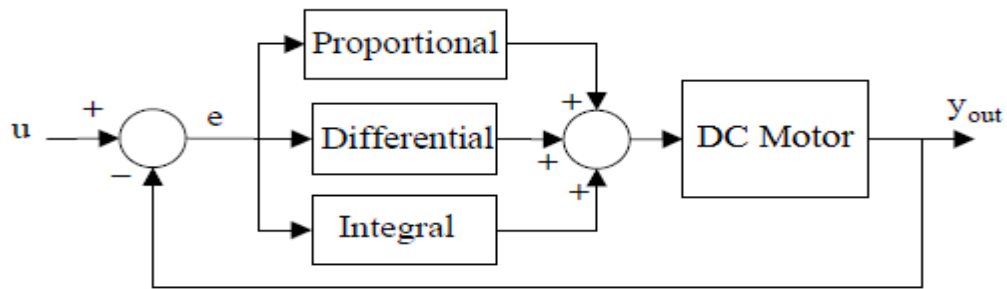 Proportional
u
+
−
e
Differential
Integral
+
+
+
DC Motor
y_out